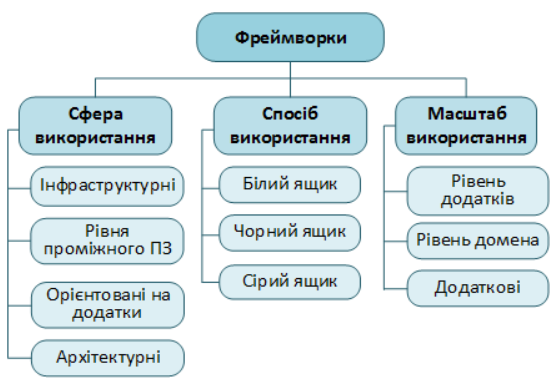 Фреймворки
Сфера
використання
Інфраструктурні
Рівня
проміжного ПЗ
Орієнтовані на
додатки
Архітектурні
Спосіб
використання
Білий ящик
Чорний ящик
Сірий ящик
Масштаб
використання
Рівень
додатків
Рівень домена
Додаткові